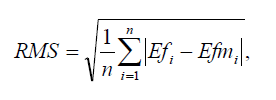 RMS = √(1/n ∑_{i=1}^{n} |Ef_i − Efm_i|),